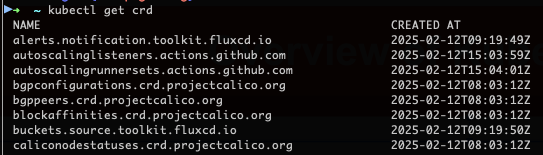 ~ kubectl get crd
NAME CREATED AT
alerts.notification.toolkit.fluxcd.io 2025-02-12T09:19:49Z
autoscalinglisteners.actions.github.com 2025-02-12T15:03:59Z
autoscalingrunnersets.actions.github.com 2025-02-12T15:04:01Z
bgpconfigurations.crd.projectcalico.org 2025-02-12T08:03:12Z
bgppeers.crd.projectcalico.org 2025-02-12T08:03:12Z
blockaffinities.crd.projectcalico.org 2025-02-12T08:03:12Z
buckets.source.toolkit.fluxcd.io 2025-02-12T09:19:50Z
caliconodestatuses.crd.projectcalico.org 2025-02-12T08:03:12Z